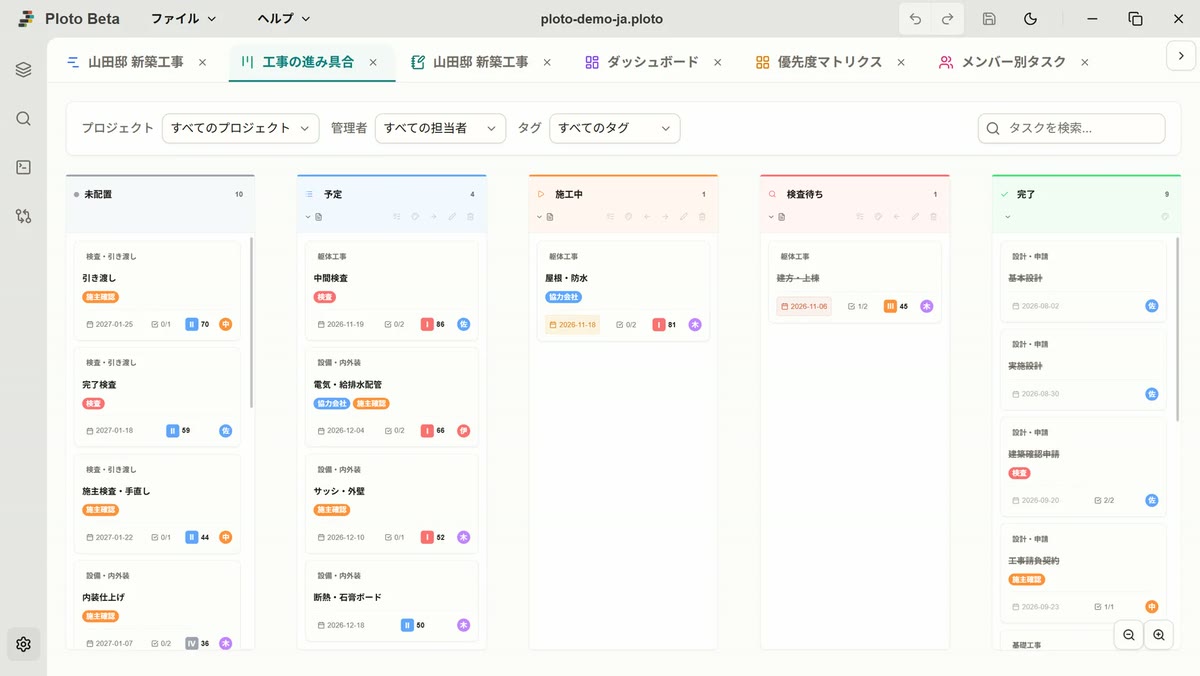 Ploto Beta ファイル ヘルプ ploto-demo-ja.ploto
山田邸 新築工事 工事の進み具合 山田邸 新築工事 ダッシュボード 優先度マトリクス メンバー別タスク
プロジェクト すべてのプロジェクト 管理者 すべての担当者 タグ すべてのタグ タスクを検索...
未配置 10
検査・引き渡し
引き渡し
施主確認
2027-01-25 0/1 II 70 中
検査・引き渡し
完了検査
検査
2027-01-18 II 59 佐
検査・引き渡し
施主検査・手直し
施主確認
2027-01-22 0/1 II 44 中
設備・内外装
内装仕上げ
施主確認
2027-01-07 0/2 IV 36 木
予定 4
躯体工事
中間検査
検査
2026-11-19 0/2 I 86 佐
設備・内外装
電気・給排水配管
協力会社 施主確認
2026-12-04 0/2 I 66 伊
設備・内外装
サッシ・外壁
施主確認
2026-12-10 0/1 I 52 木
設備・内外装
断熱・石膏ボード
2026-12-18 II 50 木
施工中 1
躯体工事
屋根・防水
協力会社
2026-11-18 0/2 I 81 木
検査待ち 1
躯体工事
建方・上棟
2026-11-06 1/2 III 45 木
完了 9
設計・申請
基本設計
2026-08-02 佐
設計・申請
実施設計
2026-08-30 佐
設計・申請
建築確認申請
検査
2026-09-20 2/2 佐
設計・申請
工事請負契約
施主確認
2026-09-23 1/1 中
基礎工事